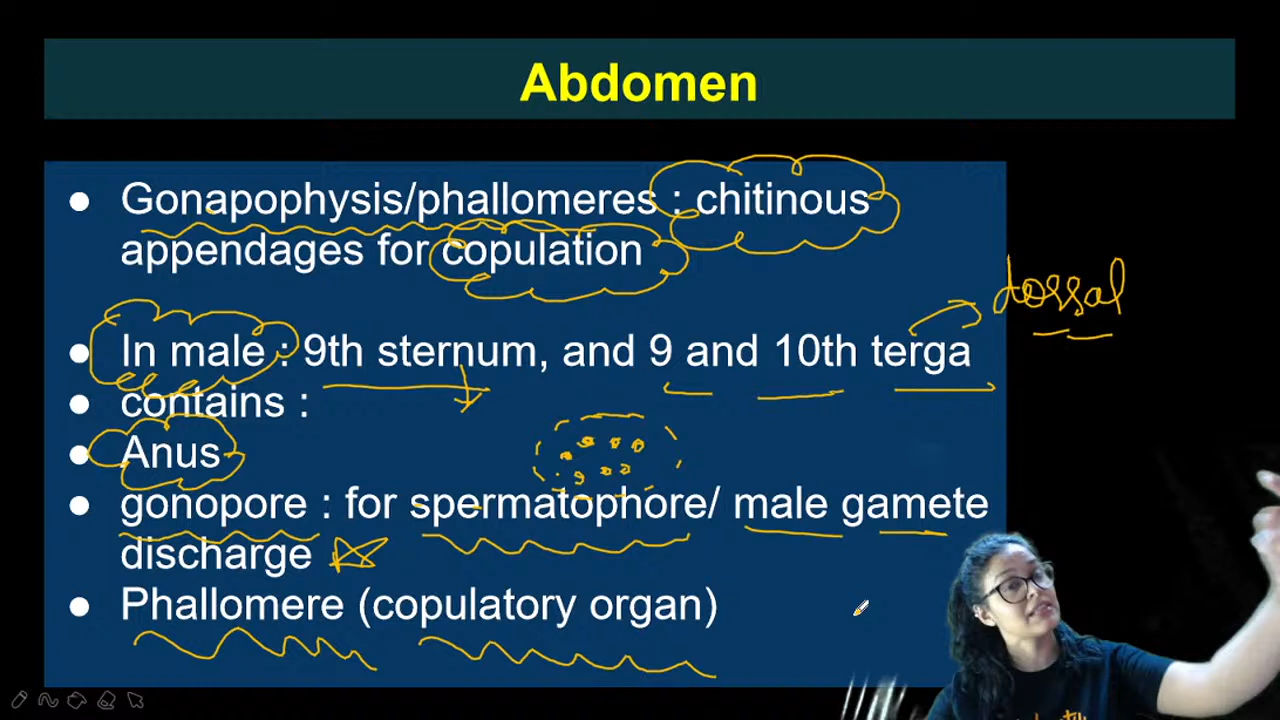 Abdomen
● Gonapophysis/phallomeres : chitinous
appendages for copulation
dorsal
● In male : 9th sternum, and 9 and 10th terga
● contains :
● Anus
● gonopore : for spermatophore/ male gamete
discharge
● Phallomere (copulatory organ)